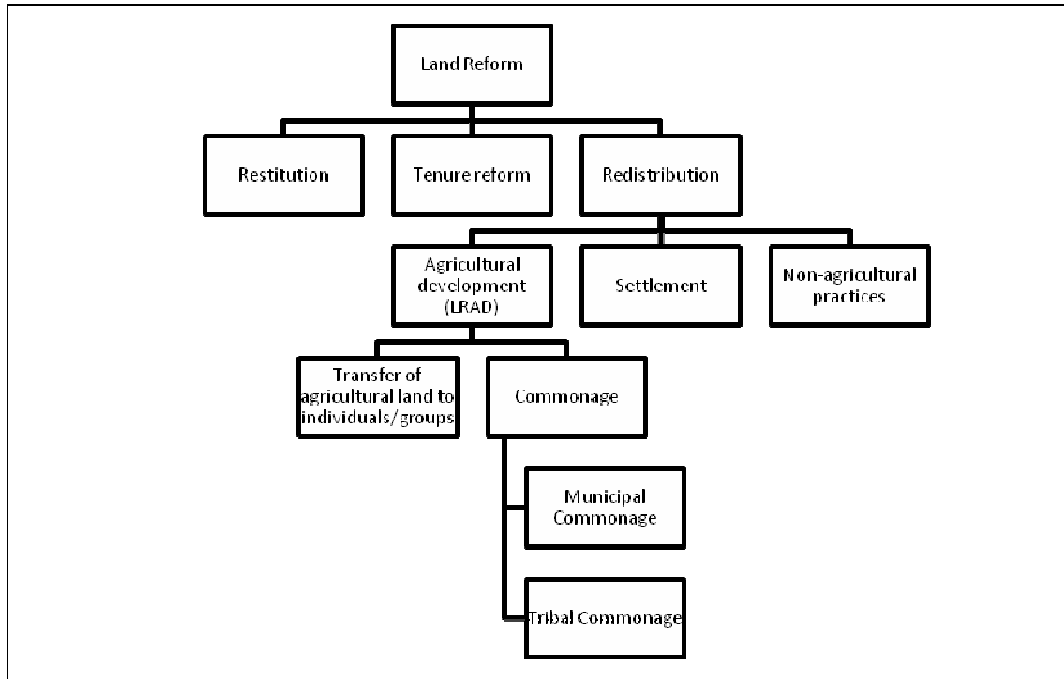 Land Reform
Restitution
Tenure reform
Redistribution
Agricultural
development
(LRAD)
Settlement
Non-agricultural
practices
Transfer of
agricultural land to
individuals/groups
Commonage
Municipal
Commonage
Tribal Commonage